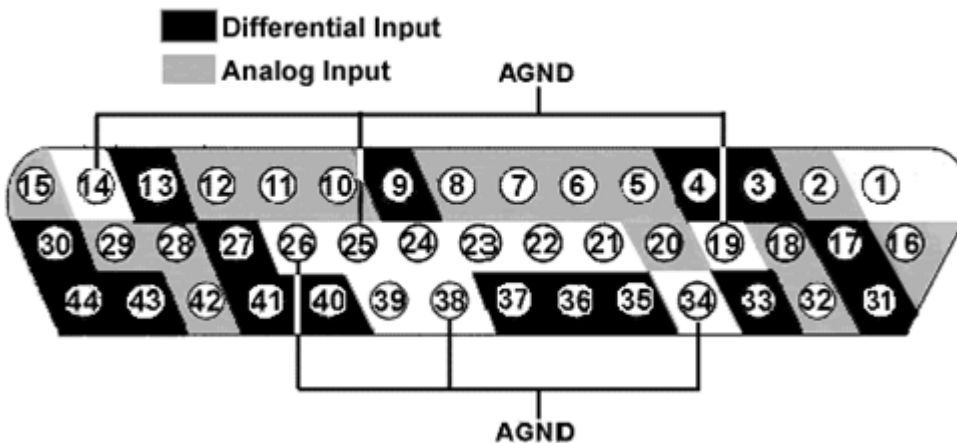 Differential Input
Analog Input
AGND
15 14 13 12 11 10 9 8 7 6 5 4 3 2 1
30 29 28 27 26 25 24 23 22 21 20 19 18 17 16
44 43 42 41 40 39 38 37 36 35 34 33 32 31
AGND